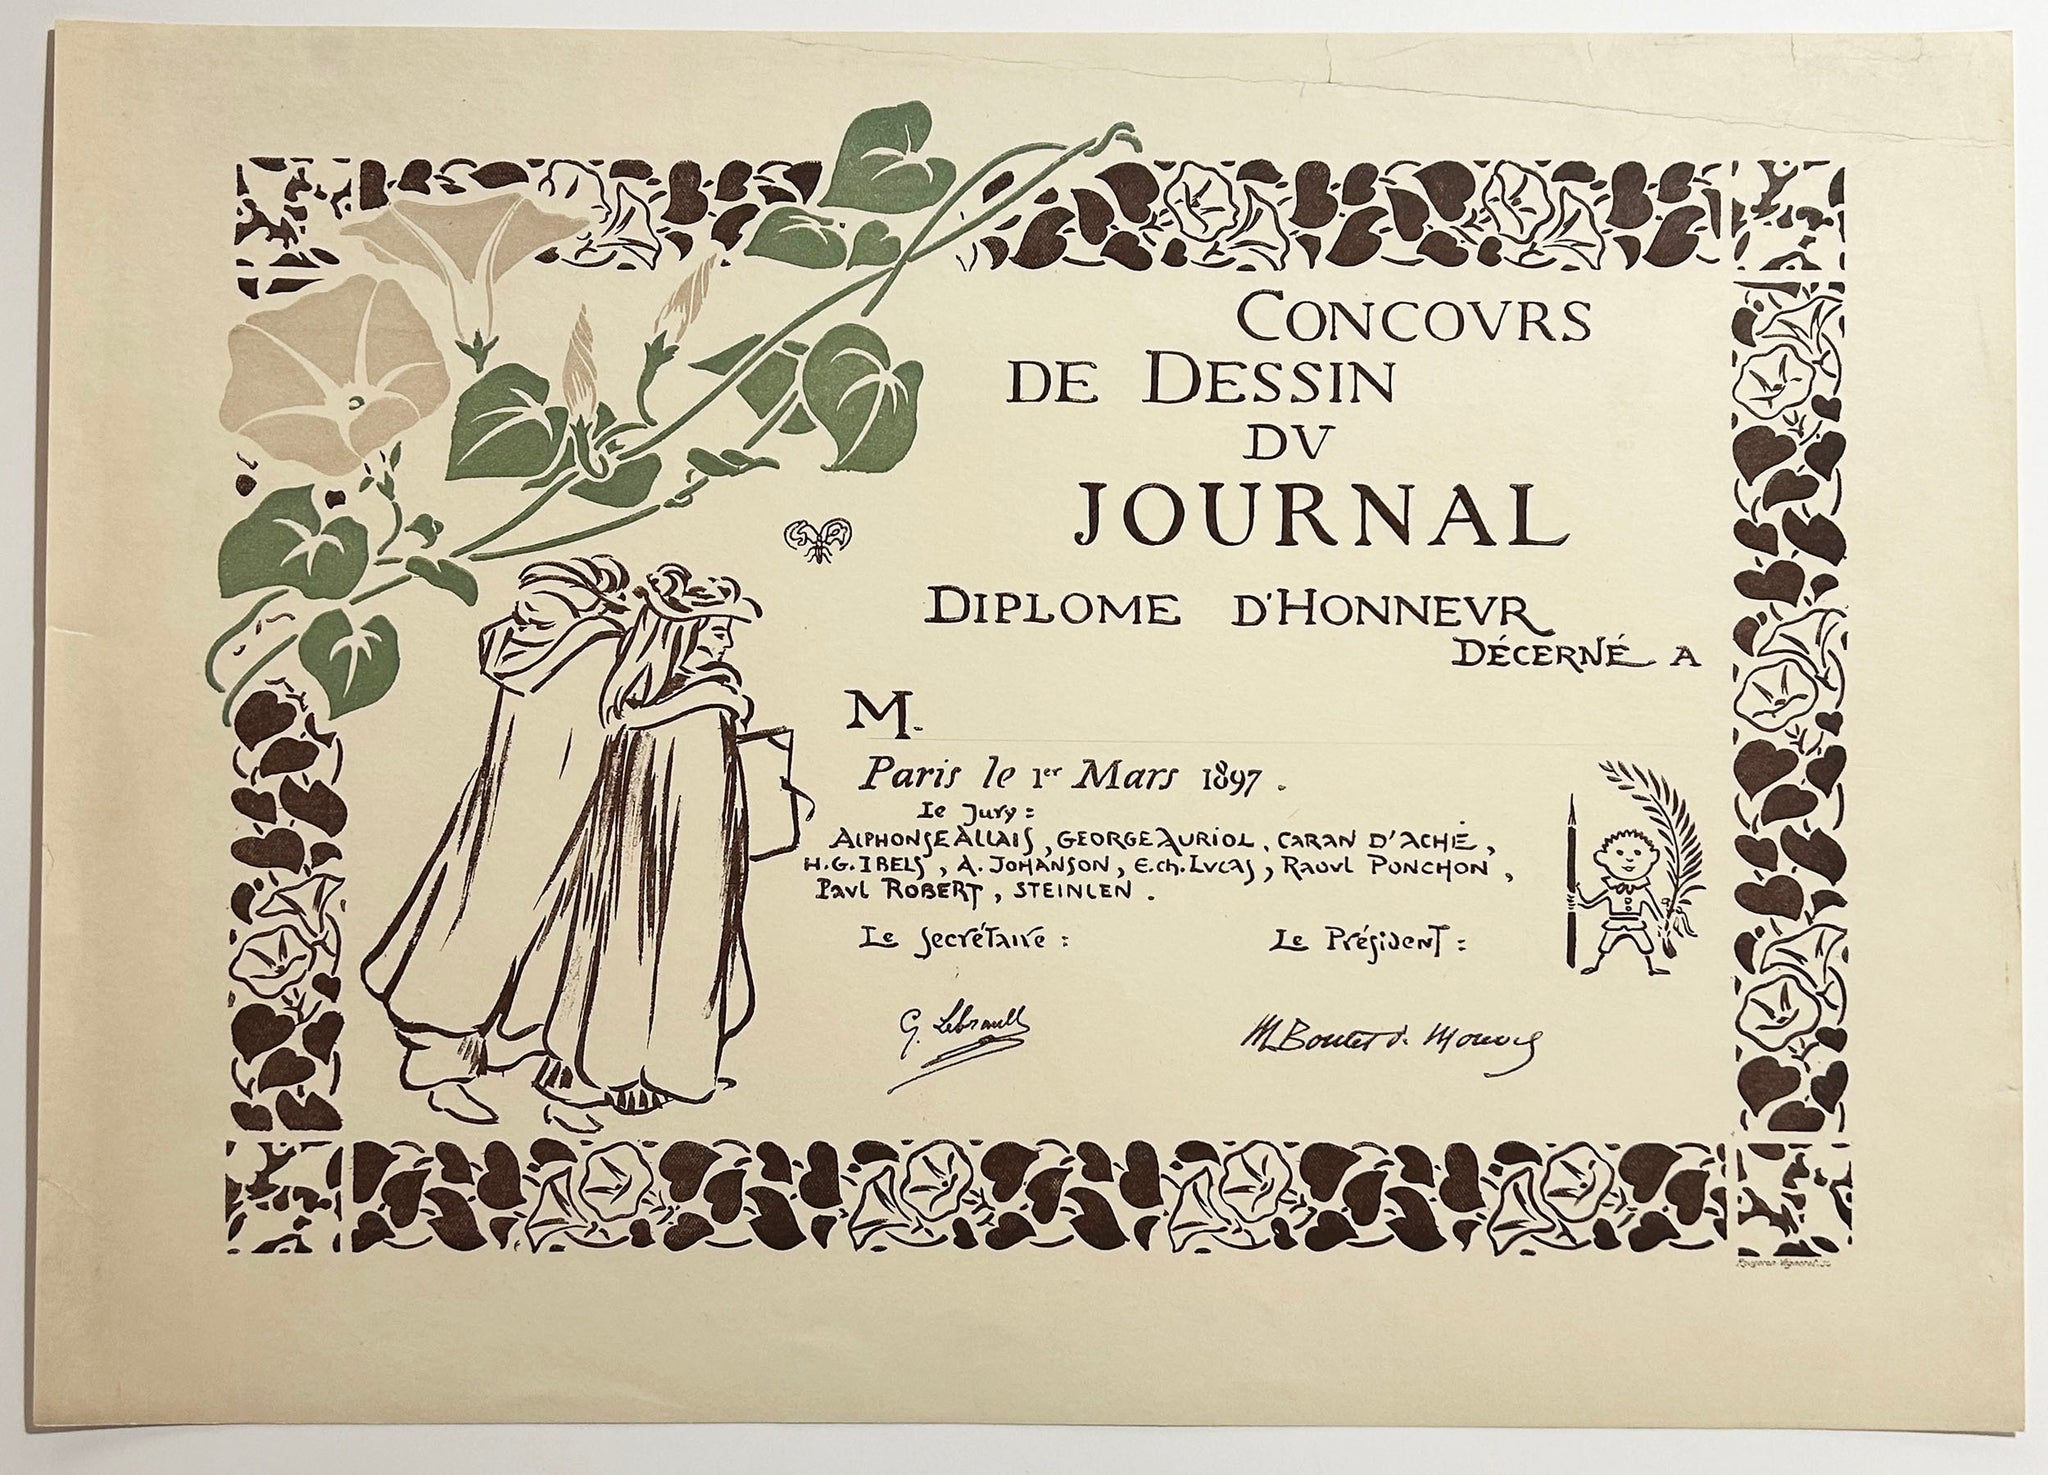 CONCOVRS
DE DESSIN
DV
JOURNAL
DIPLOME D'HONNEVR
DÉCERNÉ A
M.
Paris le 1er Mars 1897.
Le Jury:
ALPHONSE ALLAIS, GEORGE AURIOL, CARAN D'ACHE,
H.G. IBELS, A. JOHANSON, E. Ch. LVCAS, RAOVL PONCHON,
PAVL ROBERT, STEINLEN.
Le Secrétaire:
Le Président:
G. Lebrault
M Boutet d. Monvel